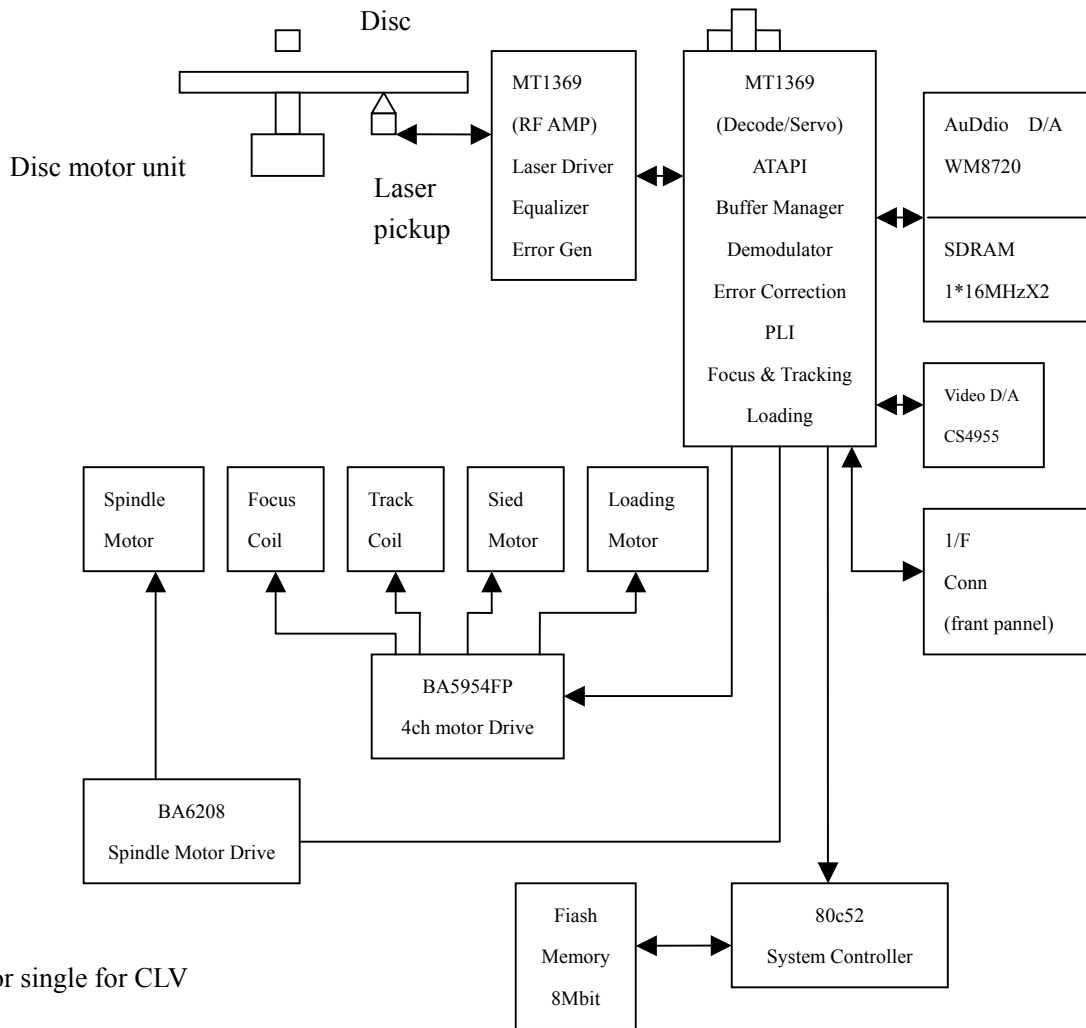 Disc
Disc motor unit
Laser
pickup
MT1369
(RF AMP)
Laser Driver
Equalizer
Error Gen
MT1369
(Decode/Servo)
ATAPI
Buffer Manager
Demodulator
Error Correction
PLI
Focus & Tracking
Loading
AuDdio D/A
WM8720
SDRAM
1*16MHzX2
Video D/A
CS4955
1/F
Conn
(frant pannel)
Spindle
Motor
Focus
Coil
Track
Coil
Sied
Motor
Loading
Motor
BA5954FP
4ch motor Drive
BA6208
Spindle Motor Drive
Fiash
Memory
8Mbit
80c52
System Controller
or single for CLV